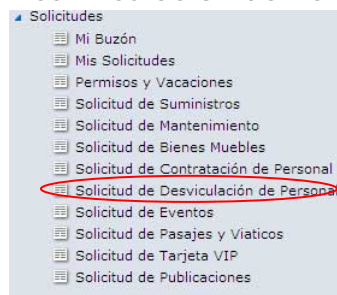 Solicitudes
Mi Buzón
Mis Solicitudes
Permisos y Vacaciones
Solicitud de Suministros
Solicitud de Mantenimiento
Solicitud de Bienes Muebles
Solicitud de Contratación de Personal
Solicitud de Desviculación de Persona
Solicitud de Eventos
Solicitud de Pasajes y Viaticos
Solicitud de Tarjeta VIP
Solicitud de Publicaciones